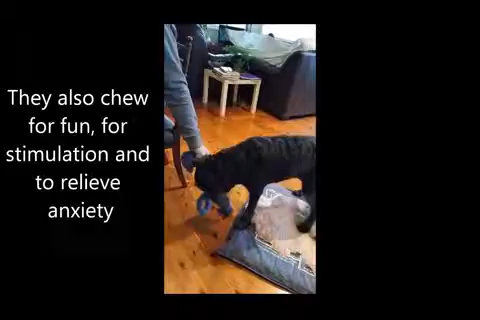 They also chew
for fun, for
stimulation and
to relieve
anxiety